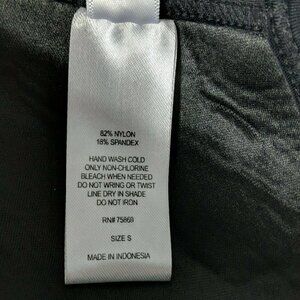 82% NYLON
18% SPANDEX
HAND WASH COLD
ONLY NON-CHLORINE
BLEACH WHEN NEEDED
DO NOT WRING OR TWIST
LINE DRY IN SHADE
DO NOT IRON
RN# 75869
SIZE S
MADE IN INDONESIA